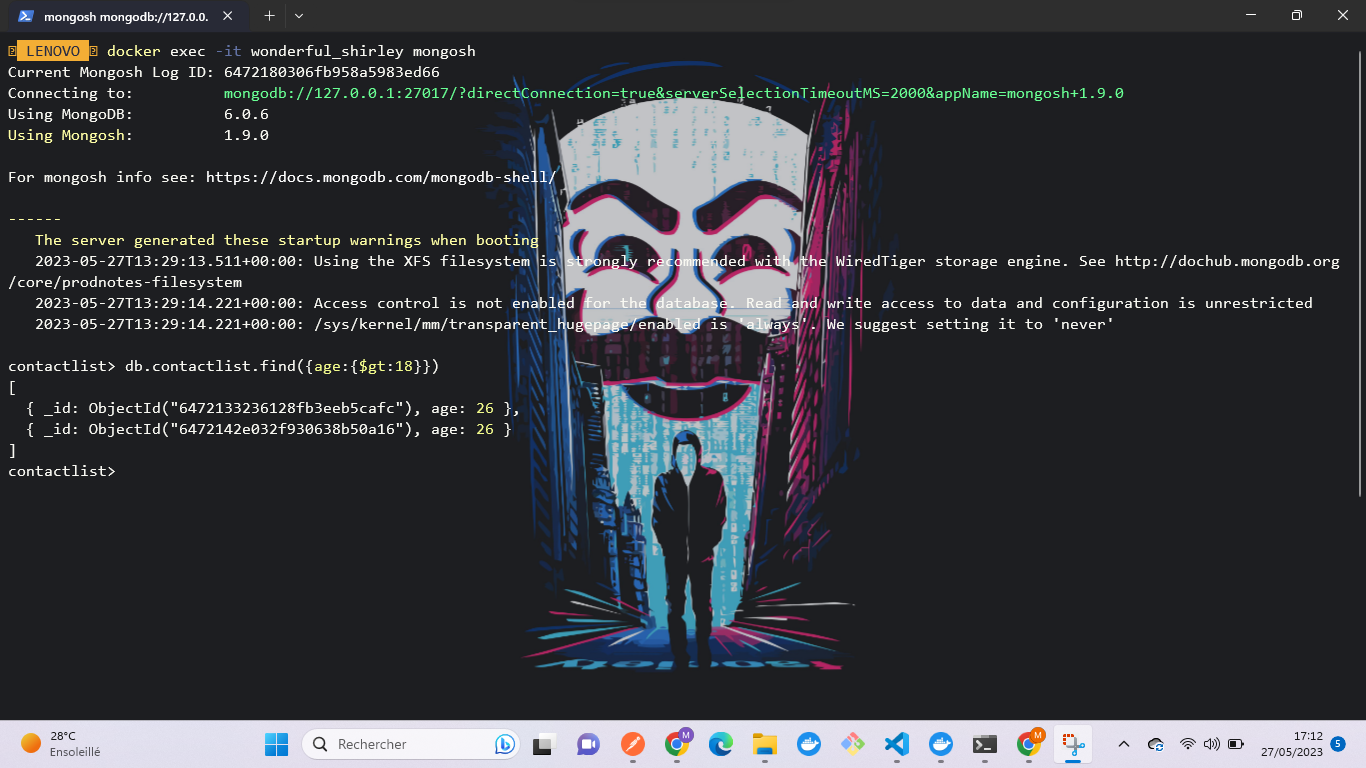 mongosh mongodb://127.0.0.
LENOVO docker exec -it wonderful_shirley mongosh
Current Mongosh Log ID: 6472180306fb958a5983ed66
Connecting to: mongodb://127.0.0.1:27017/?directConnection=true&serverSelectionTimeoutMS=2000&appName=mongosh+1.9.0
Using MongoDB: 6.0.6
Using Mongosh: 1.9.0
For mongosh info see: https://docs.mongodb.com/mongodb-shell/
------
The server generated these startup warnings when booting
2023-05-27T13:29:13.511+00:00: Using the XFS filesystem is strongly recommended with the WiredTiger storage engine. See http://dochub.mongodb.org
/core/prodnotes-filesystem
2023-05-27T13:29:14.221+00:00: Access control is not enabled for the database. Read and write access to data and configuration is unrestricted
2023-05-27T13:29:14.221+00:00: /sys/kernel/mm/transparent_hugepage/enabled is 'always'. We suggest setting it to 'never'
contactlist> db.contactlist.find({age:{$gt:18}})
[
{ _id: ObjectId("6472133236128fb3eeb5cafc"), age: 26 },
{ _id: ObjectId("6472142e032f930638b50a16"), age: 26 }
]
contactlist>
28°C
Ensoleillé
Rechercher
M
M
17:12
27/05/2023
5